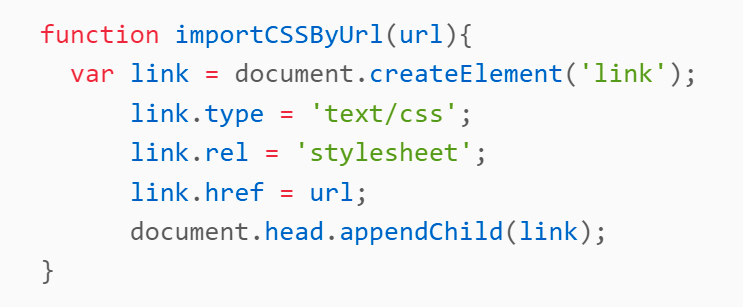 function importCSSByUrl(url){
  var link = document.createElement('link');
      link.type = 'text/css';
      link.rel = 'stylesheet';
      link.href = url;
      document.head.appendChild(link);
}